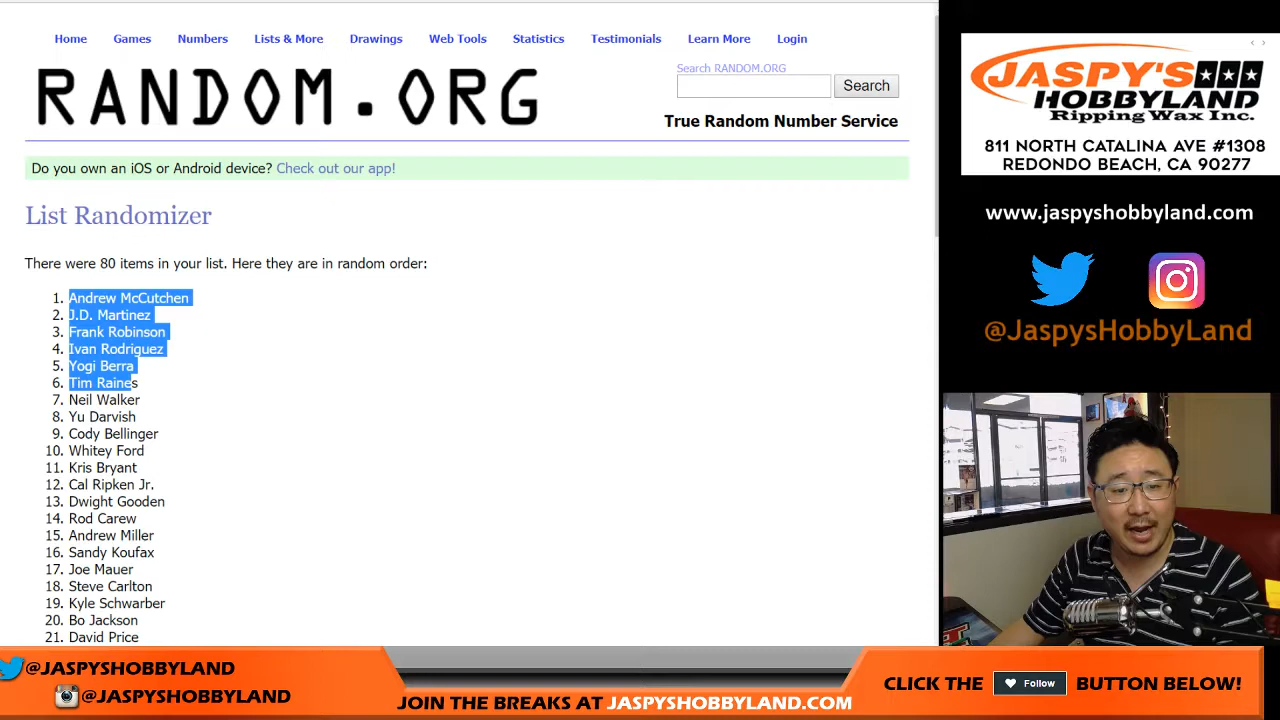 Home Games Numbers Lists & More Drawings Web Tools Statistics Testimonials Learn More Login
RANDOM.ORG
Search RANDOM.ORG
Search
True Random Number Service
Do you own an iOS or Android device? Check out our app!
List Randomizer
There were 80 items in your list. Here they are in random order:
1. Andrew McCutchen
2. J.D. Martinez
3. Frank Robinson
4. Ivan Rodriguez
5. Yogi Berra
6. Tim Raines
7. Neil Walker
8. Yu Darvish
9. Cody Bellinger
10. Whitey Ford
11. Kris Bryant
12. Cal Ripken Jr.
13. Dwight Gooden
14. Rod Carew
15. Andrew Miller
16. Sandy Koufax
17. Joe Mauer
18. Steve Carlton
19. Kyle Schwarber
20. Bo Jackson
21. David Price
JASPY'S
HOBBYLAND
Ripping Wax Inc.
811 NORTH CATALINA AVE #1308
REDONDO BEACH, CA 90277
www.jaspyshobbyland.com
@JaspysHobbyLand
@JASPYSHOBBYLAND
@JASPYSHOBBYLAND
JOIN THE BREAKS AT JASPYSHOBBYLAND.COM
CLICK THE Follow BUTTON BELOW!